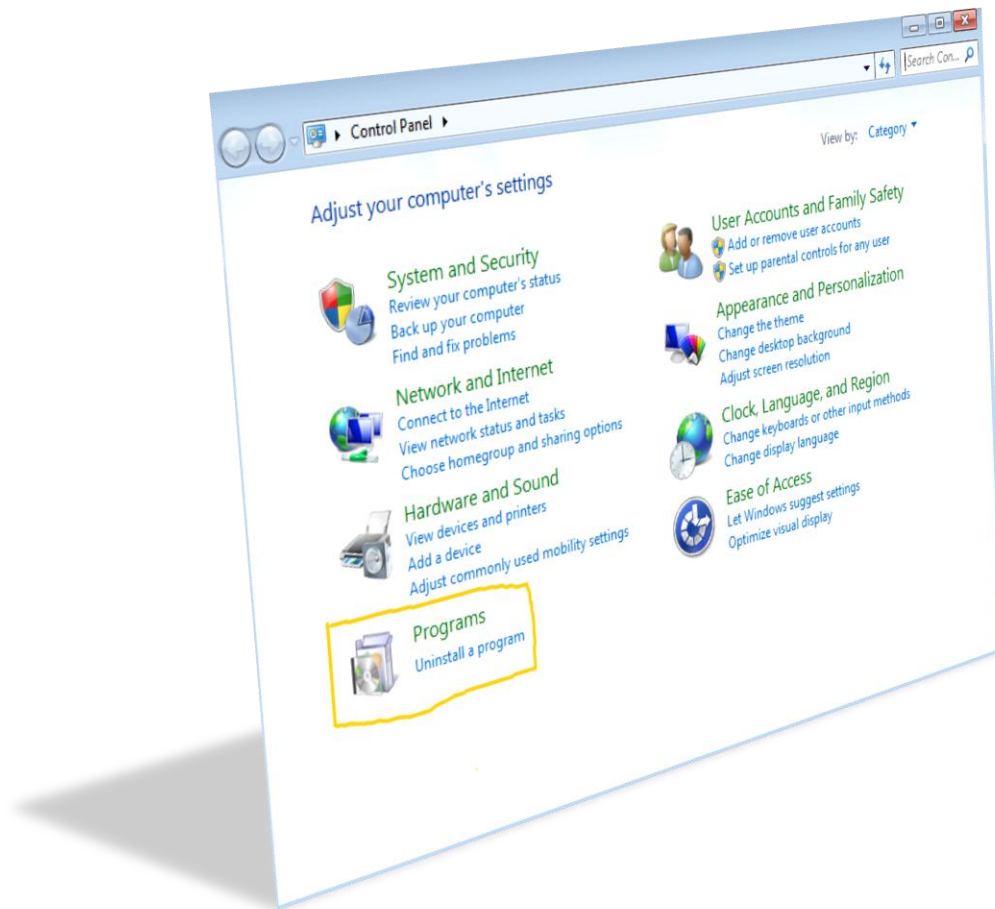 Control Panel
Search Con...
View by: Category
Adjust your computer's settings
System and Security
Review your computer's status
Back up your computer
Find and fix problems
Network and Internet
Connect to the Internet
View network status and tasks
Choose homegroup and sharing options
Hardware and Sound
View devices and printers
Add a device
Adjust commonly used mobility settings
Programs
Uninstall a program
User Accounts and Family Safety
Add or remove user accounts
Set up parental controls for any user
Appearance and Personalization
Change the theme
Change desktop background
Adjust screen resolution
Clock, Language, and Region
Change keyboards or other input methods
Change display language
Ease of Access
Let Windows suggest settings
Optimize visual display